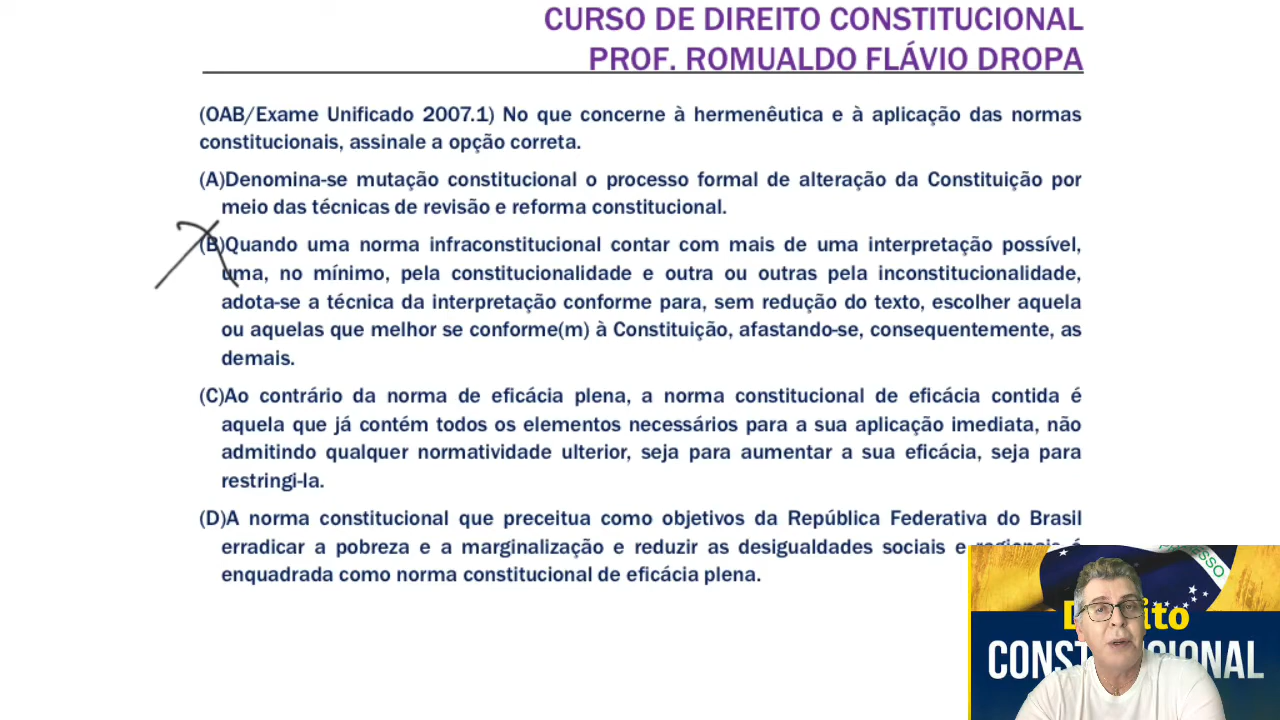 CURSO DE DIREITO CONSTITUCIONAL
PROF. ROMUALDO FLÁVIO DROPA
(OAB/Exame Unificado 2007.1) No que concerne à hermenêutica e à aplicação das normas
constitucionais, assinale a opção correta.
(A)Denomina-se mutação constitucional o processo formal de alteração da Constituição por
meio das técnicas de revisão e reforma constitucional.
(B)Quando uma norma infraconstitucional contar com mais de uma interpretação possível,
uma, no mínimo, pela constitucionalidade e outra ou outras pela inconstitucionalidade,
adota-se a técnica da interpretação conforme para, sem redução do texto, escolher aquela
ou aquelas que melhor se conforme(m) à Constituição, afastando-se, consequentemente, as
demais.
(C)Ao contrário da norma de eficácia plena, a norma constitucional de eficácia contida é
aquela que já contém todos os elementos necessários para a sua aplicação imediata, não
admitindo qualquer normatividade ulterior, seja para aumentar a sua eficácia, seja para
restringi-la.
(D)A norma constitucional que preceitua como objetivos da República Federativa do Brasil
erradicar a pobreza e a marginalização e reduzir as desigualdades sociais e
enquadrada como norma constitucional de eficácia plena.